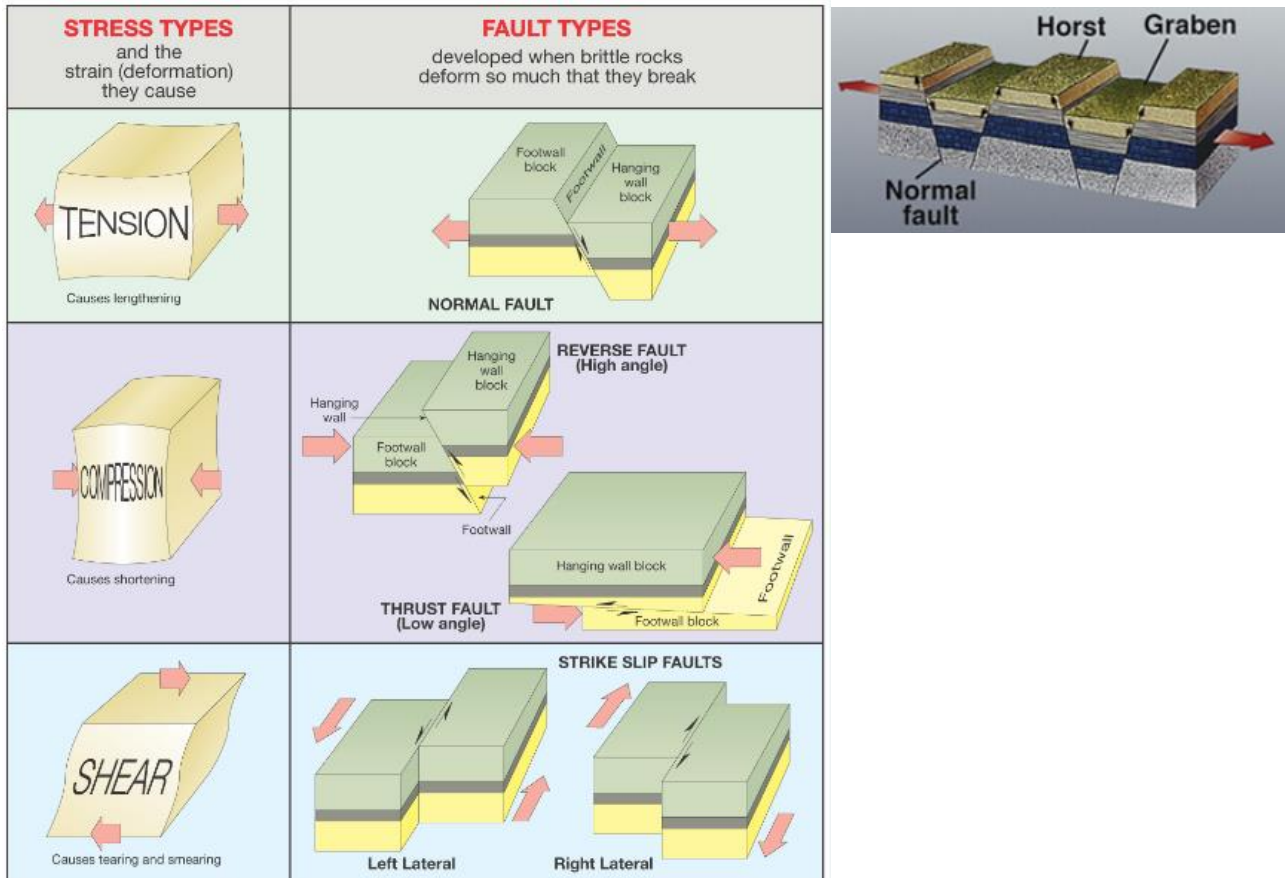 STRESS TYPES
and the
strain (deformation)
they cause
FAULT TYPES
developed when brittle rocks
deform so much that they break
TENSION
Causes lengthening
Footwall
block
Footwall
Hanging
wall
block
NORMAL FAULT
COMPRESSION
Causes shortening
REVERSE FAULT
(High angle)
Hanging
wall
block
Hanging
wall
Footwall
block
Footwall
Hanging wall block
Footwall
THRUST FAULT
(Low angle)
Footwall block
SHEAR
Causes tearing and smearing
STRIKE SLIP FAULTS
Left Lateral
Right Lateral
Horst
Graben
Normal
fault